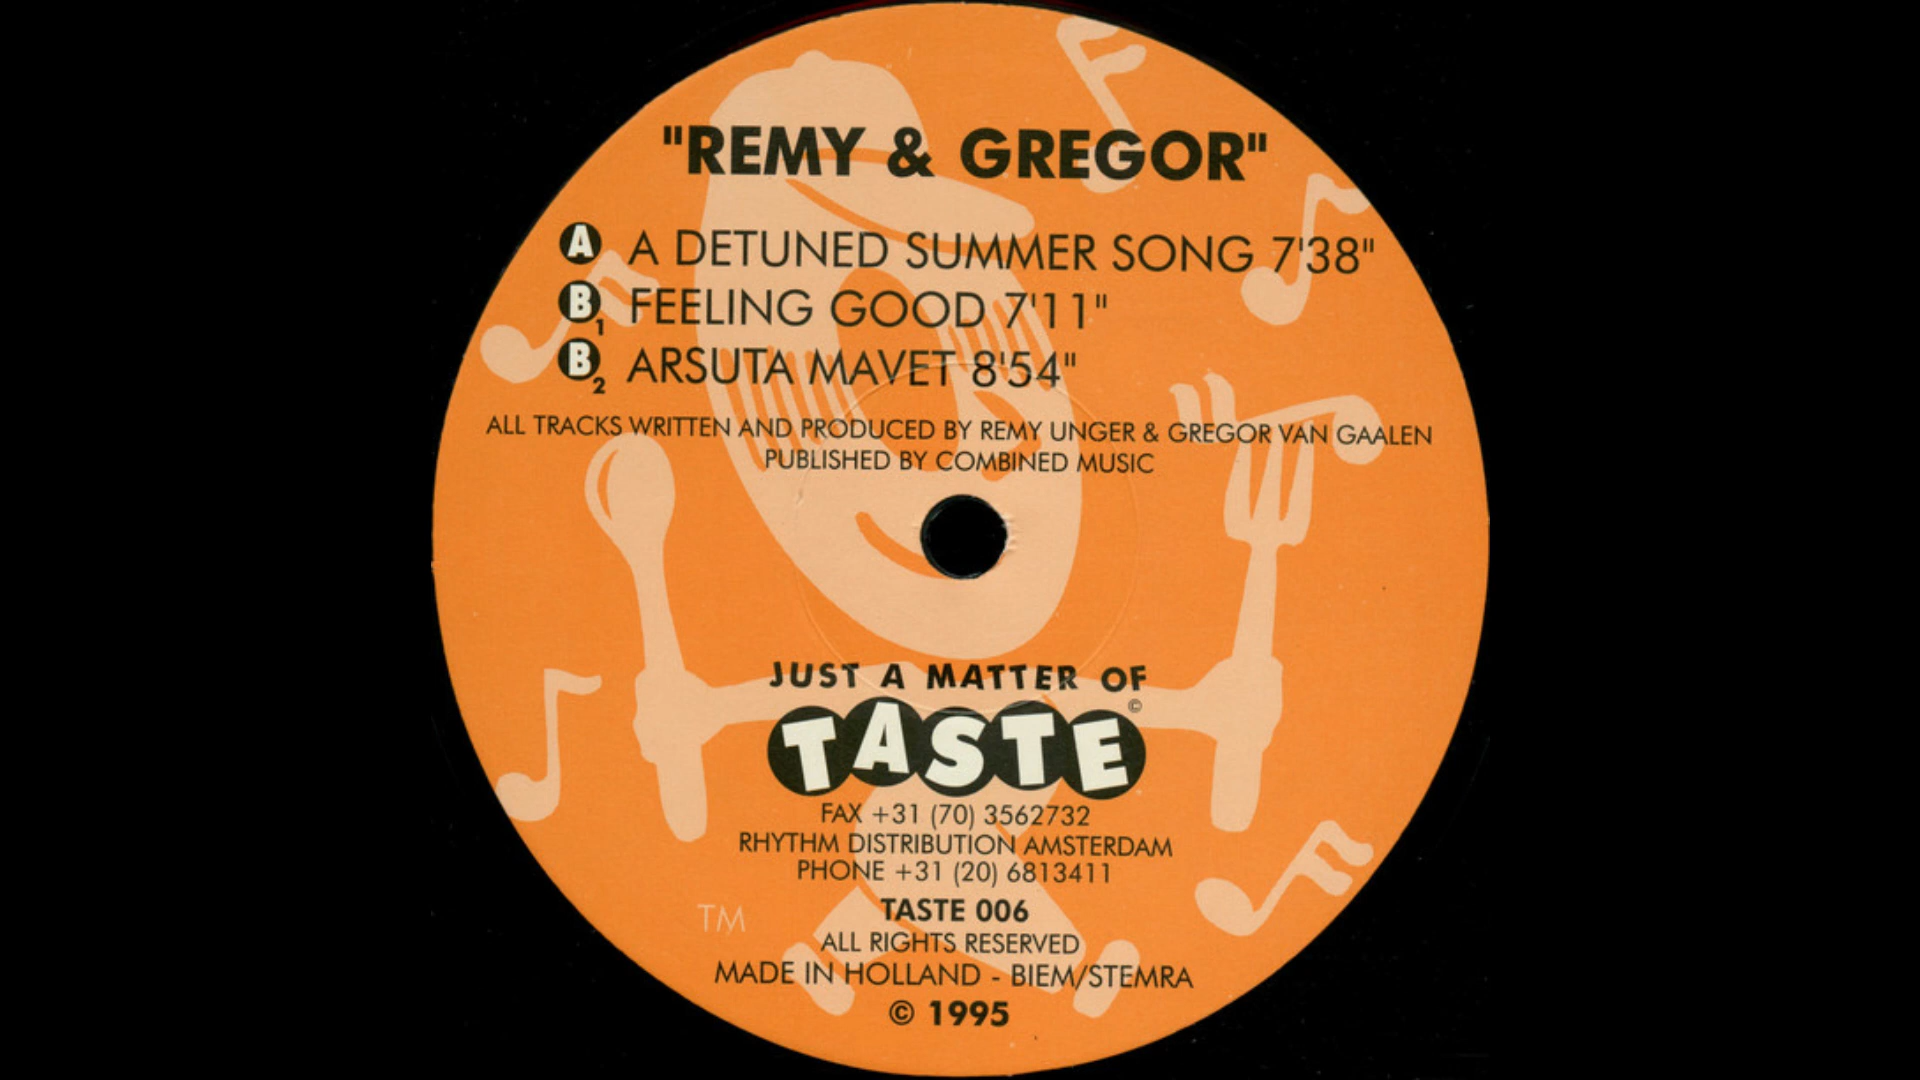 "REMY & GREGOR"
A A DETUNED SUMMER SONG 7'38"
B1 FEELING GOOD 7'11"
B2 ARSUTA MAVET 8'54"
ALL TRACKS WRITTEN AND PRODUCED BY REMY UNGER & GREGOR VAN GAALEN
PUBLISHED BY COMBINED MUSIC
JUST A MATTER OF
TASTE ©
FAX +31 (70) 3562732
RHYTHM DISTRIBUTION AMSTERDAM
PHONE +31 (20) 6813411
TASTE 006
TM
ALL RIGHTS RESERVED
MADE IN HOLLAND - BIEM/STEMRA
© 1995